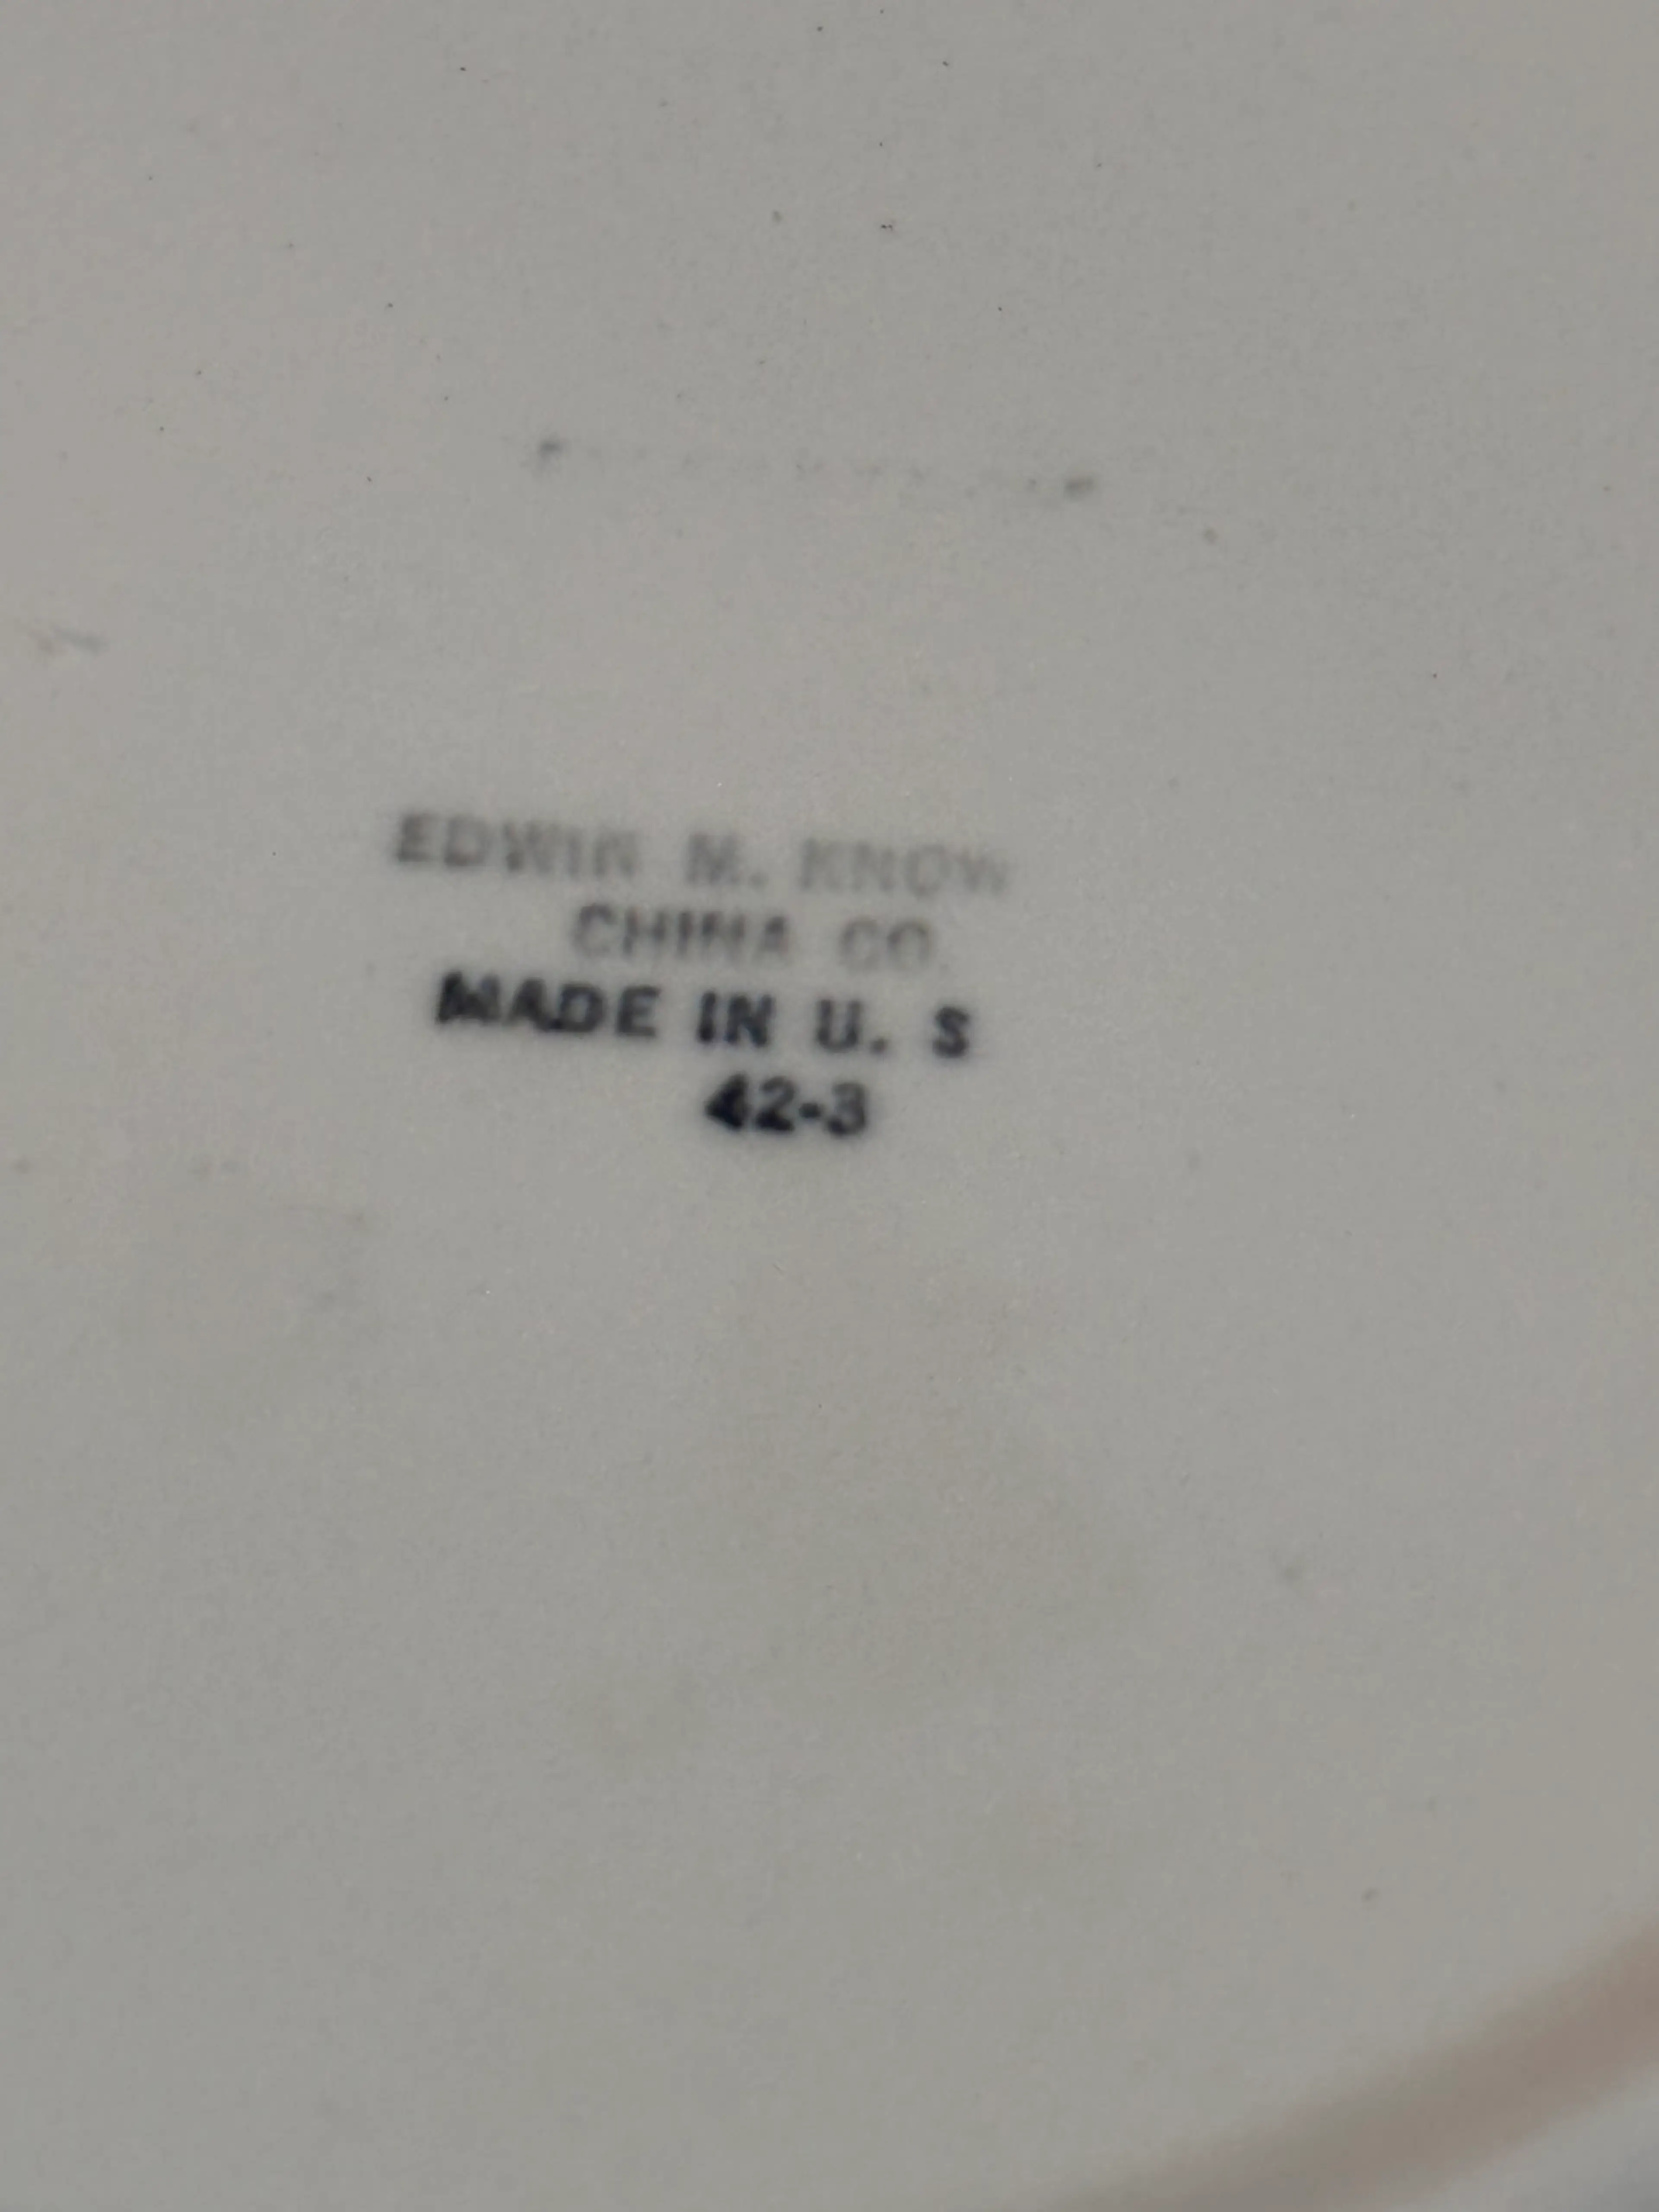 EDWIN M. KNOW
CHINA CO.
MADE IN U. S
42-3